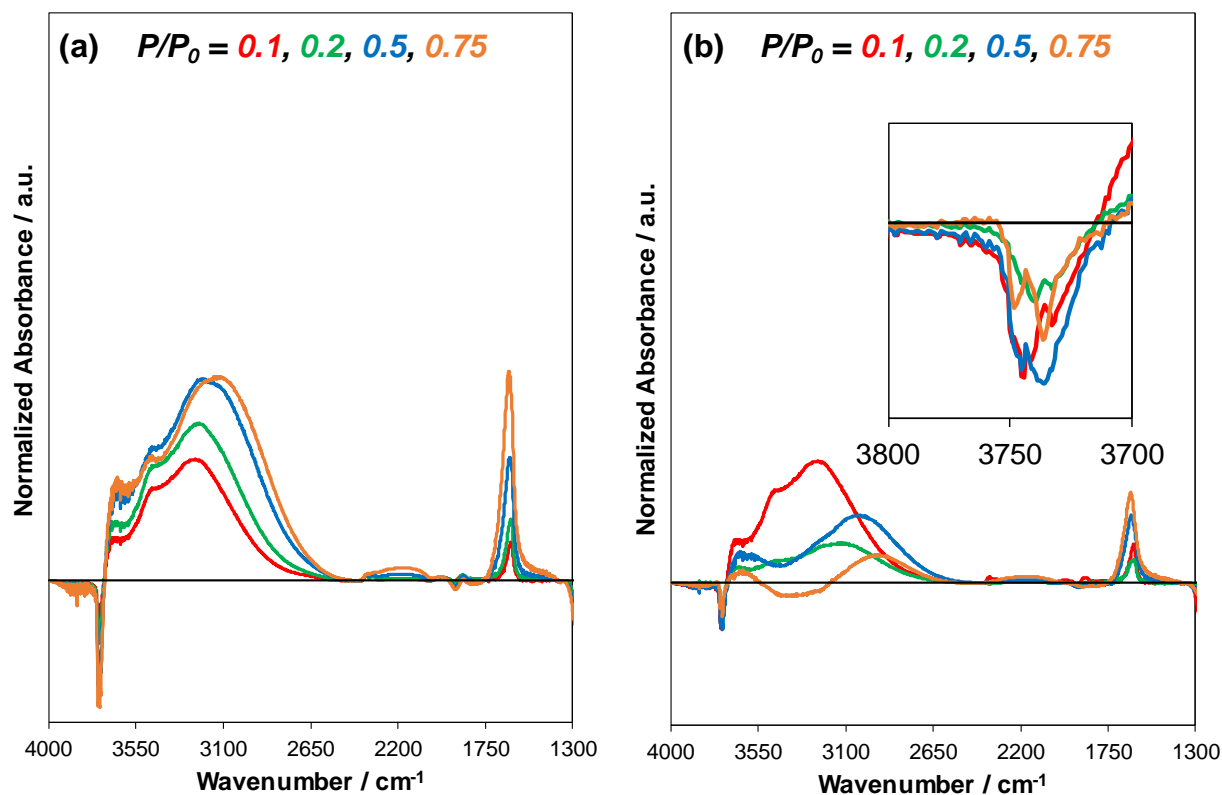 (a) P/P0 = 0.1, 0.2, 0.5, 0.75
Normalized Absorbance / a.u.
4000 3550 3100 2650 2200 1750 1300
Wavenumber / cm-1
(b) P/P0 = 0.1, 0.2, 0.5, 0.75
Normalized Absorbance / a.u.
3800 3750 3700
4000 3550 3100 2650 2200 1750 1300
Wavenumber / cm-1